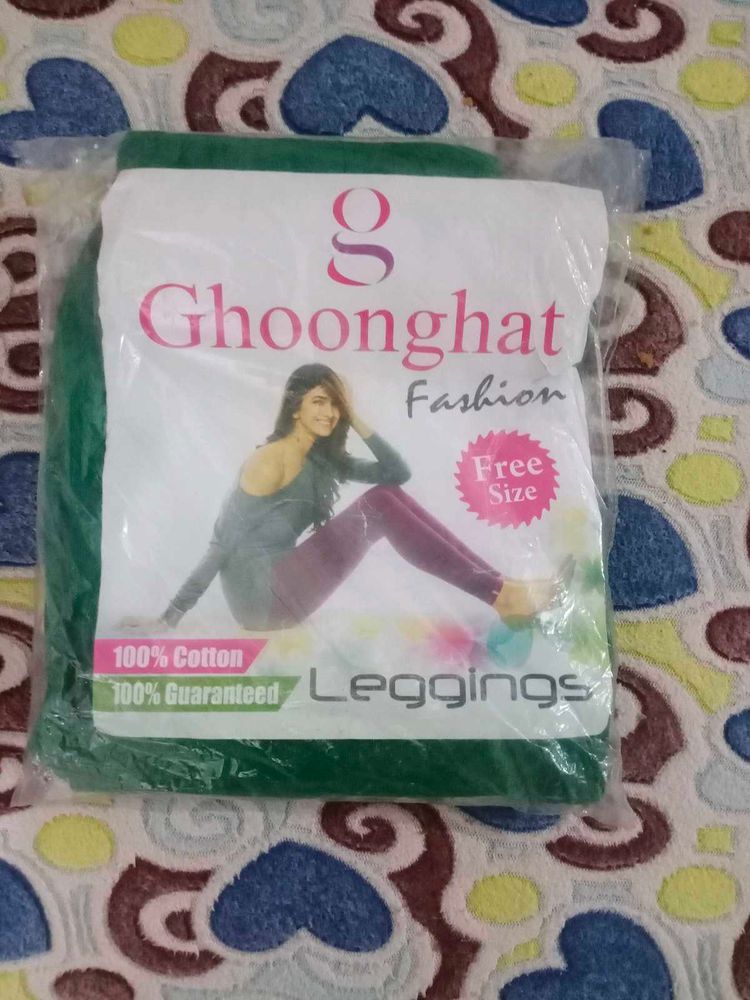 g
Ghoonghat
Fashion
Free
Size
100% Cotton
100% Guaranteed
Leggings